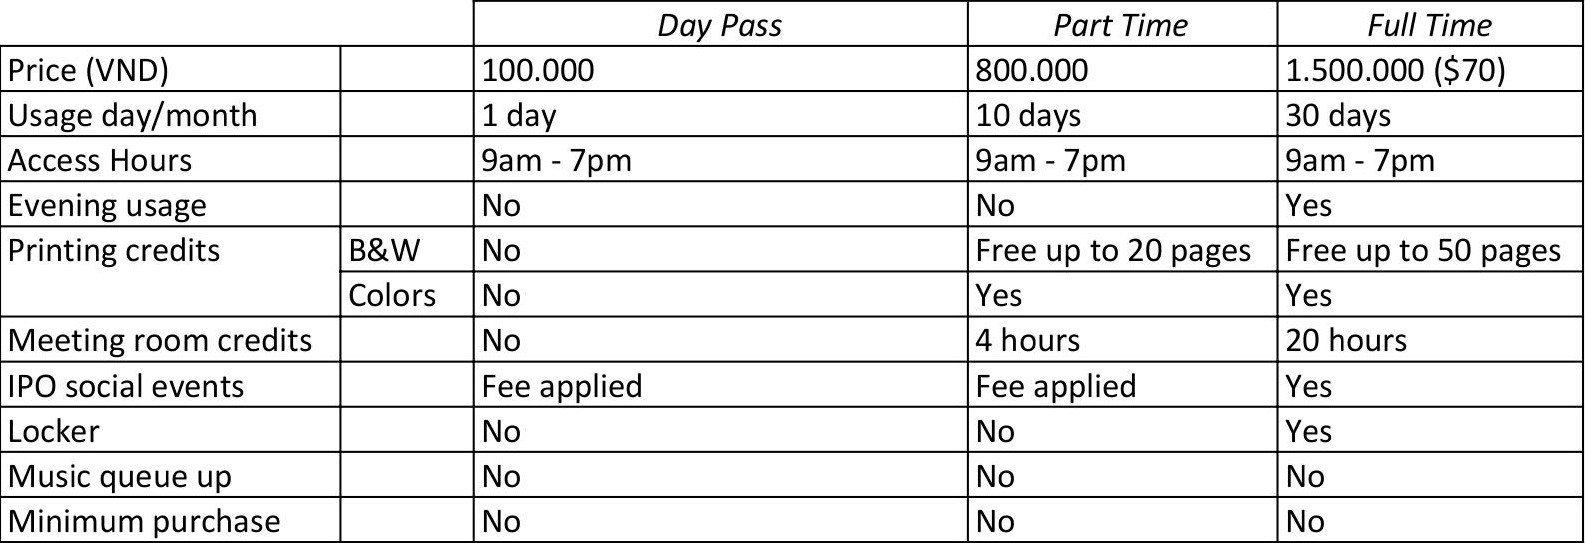 Day Pass Part Time Full Time
Price (VND) 100.000 800.000 1.500.000 ($70)
Usage day/month 1 day 10 days 30 days
Access Hours 9am - 7pm 9am - 7pm 9am - 7pm
Evening usage No No Yes
Printing credits B&W No Free up to 20 pages Free up to 50 pages
Colors No Yes Yes
Meeting room credits No 4 hours 20 hours
IPO social events Fee applied Fee applied Yes
Locker No No Yes
Music queue up No No No
Minimum purchase No No No